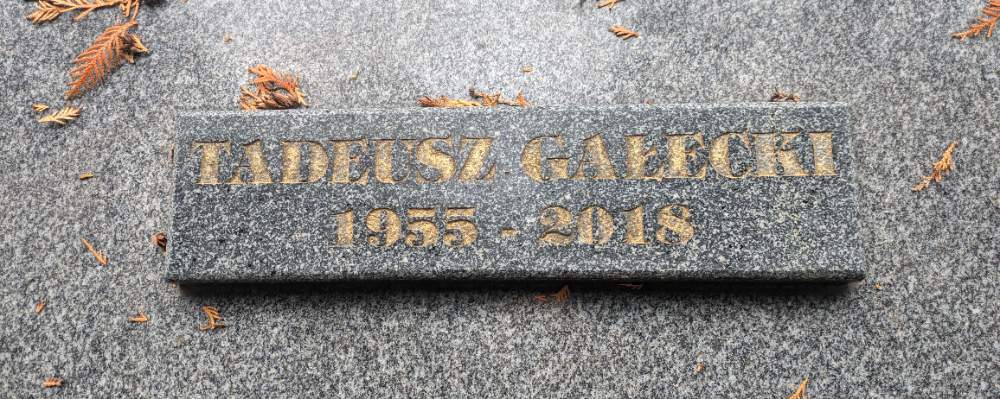 TADEUSZ GAŁECKI
1955 - 2018